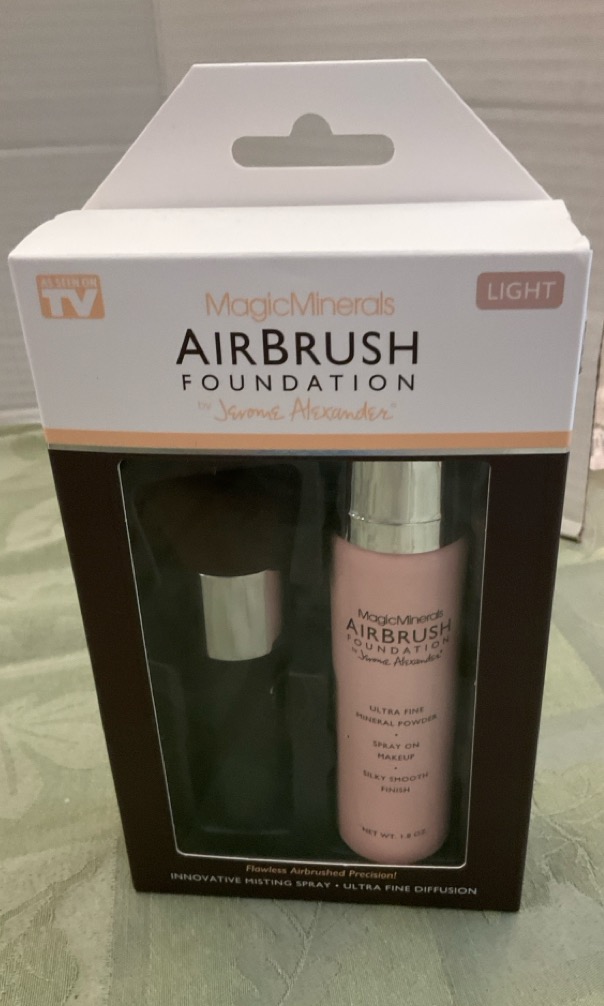 AS SEEN ON
TV
LIGHT
MagicMinerals
AIRBRUSH
FOUNDATION
by Jerome Alexander®
MagicMinerals
AIRBRUSH
FOUNDATION
by Jerome Alexander®
ULTRA FINE
MINERAL POWDER
•
SPRAY ON
MAKEUP
•
SILKY SMOOTH
FINISH
NET WT. 1.8 OZ.
Flawless Airbrushed Precision!
INNOVATIVE MISTING SPRAY • ULTRA FINE DIFFUSION